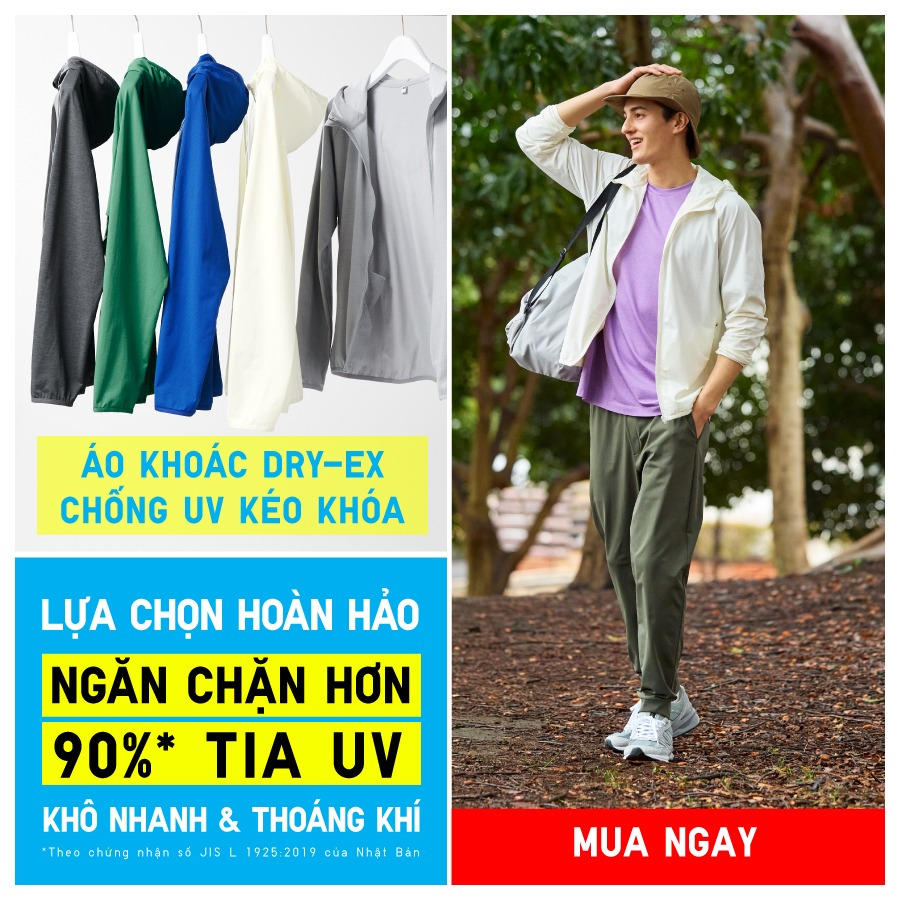 ÁO KHOÁC DRY-EX
CHỐNG UV KÉO KHÓA
LỰA CHỌN HOÀN HẢO
NGĂN CHẶN HƠN
90%* TIA UV
KHÔ NHANH & THOÁNG KHÍ
*Theo chứng nhận số JIS L 1925:2019 của Nhật Bản
MUA NGAY